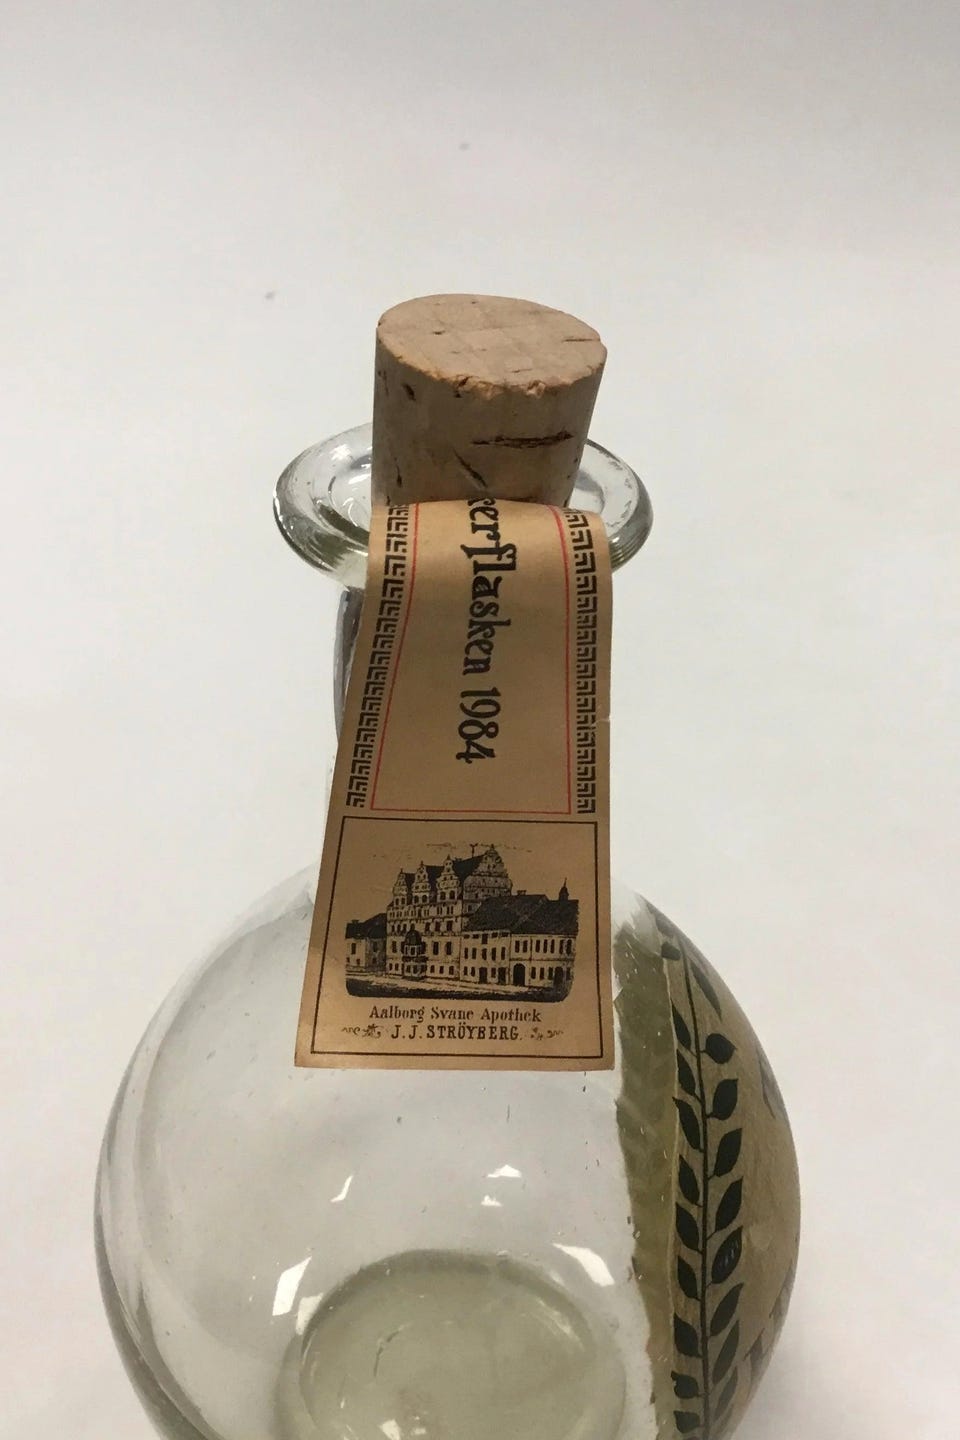 erflasken 1984
Aalborg Svane Apothek
J. J. STRÖYBERG.